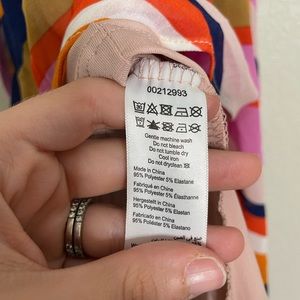 00212993
Gentle machine wash
Do not bleach
Do not tumble dry
Cool iron
Do not dryclean
Made in China
95% Polyester 5% Elastane
Fabriqué en Chine
95% Polyester 5% Elasthanne
Hergestellt in China
95% Polyester 5% Elastan
Fabricado en China
95% Poliéster 5% Elastano